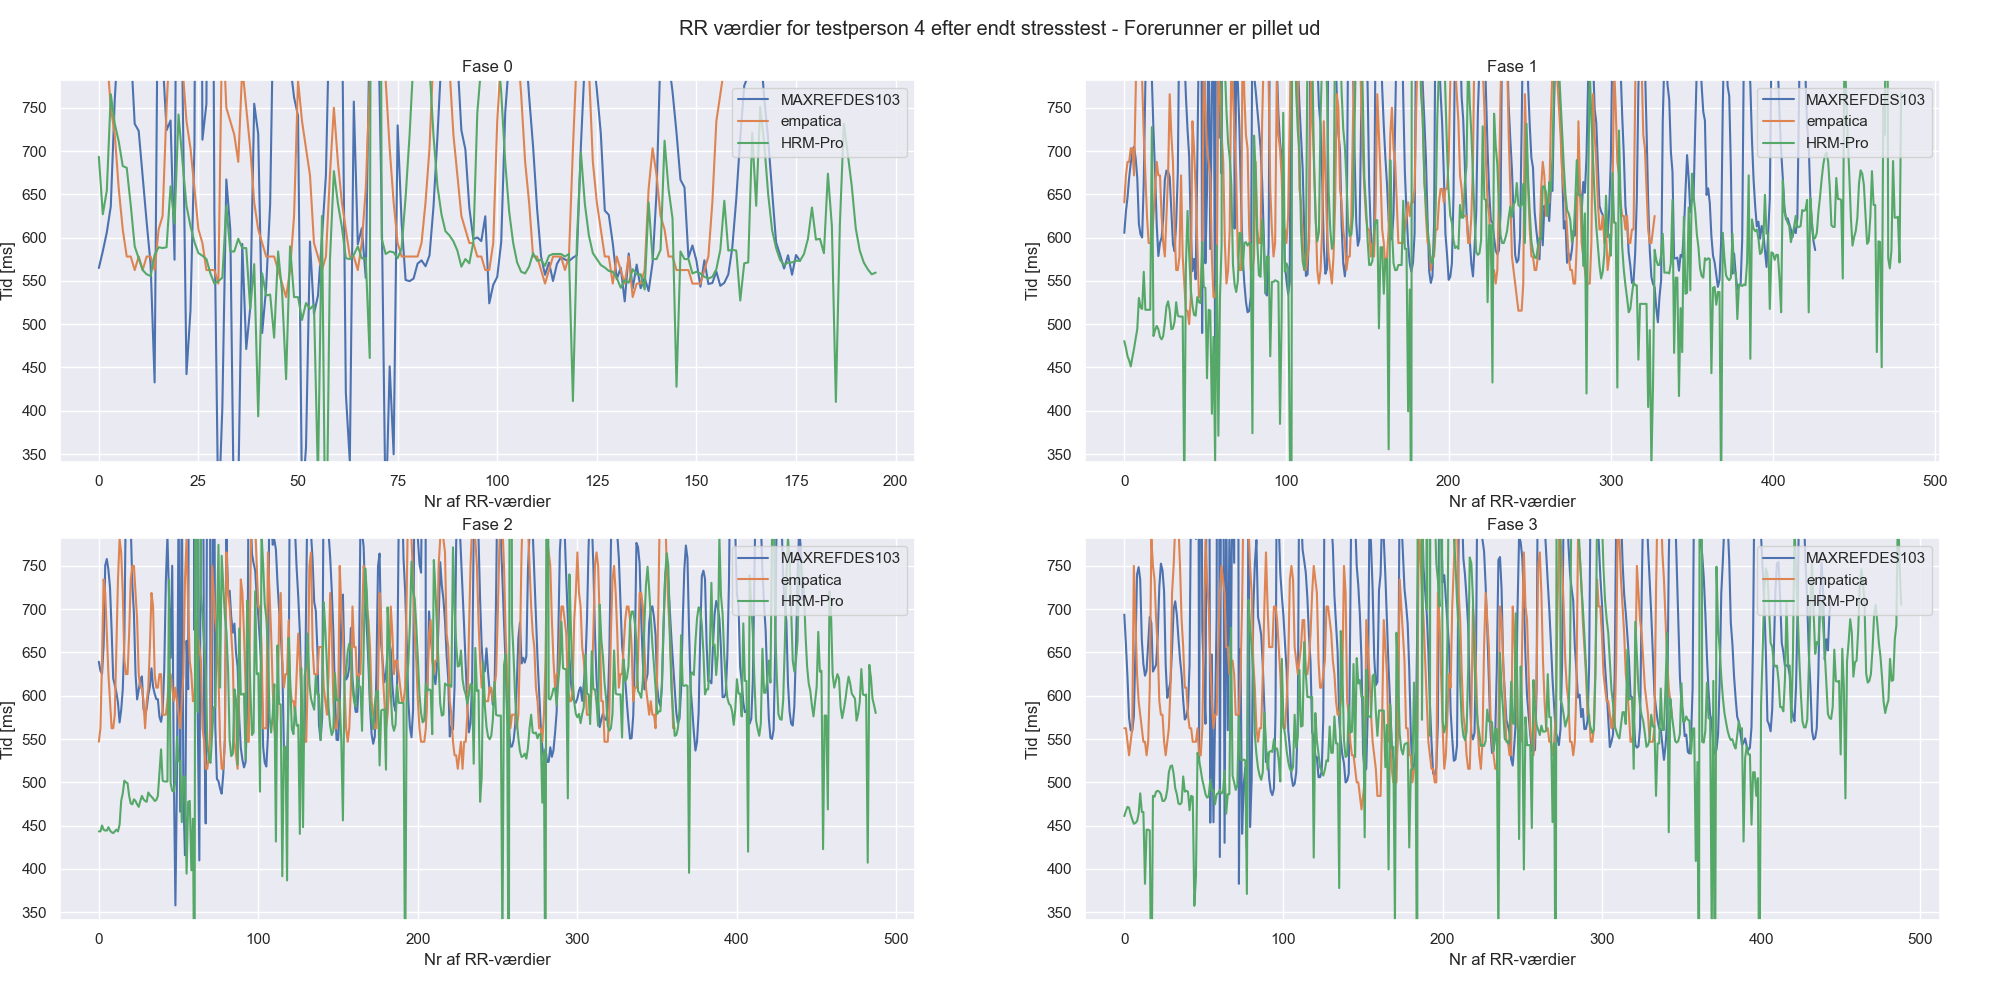 RR værdier for testperson 4 efter endt stresstest - Forerunner er pillet ud
Fase 0
Tid [ms]
750
700
650
600
550
500
450
400
350
0 25 50 75 100 125 150 175 200
Nr af RR-værdier
MAXREFDES103
empatica
HRM-Pro
Fase 1
Tid [ms]
750
700
650
600
550
500
450
400
350
0 100 200 300 400 500
Nr af RR-værdier
MAXREFDES103
empatica
HRM-Pro
Fase 2
Tid [ms]
750
700
650
600
550
500
450
400
350
0 100 200 300 400 500
Nr af RR-værdier
MAXREFDES103
empatica
HRM-Pro
Fase 3
Tid [ms]
750
700
650
600
550
500
450
400
350
0 100 200 300 400 500
Nr af RR-værdier
MAXREFDES103
empatica
HRM-Pro